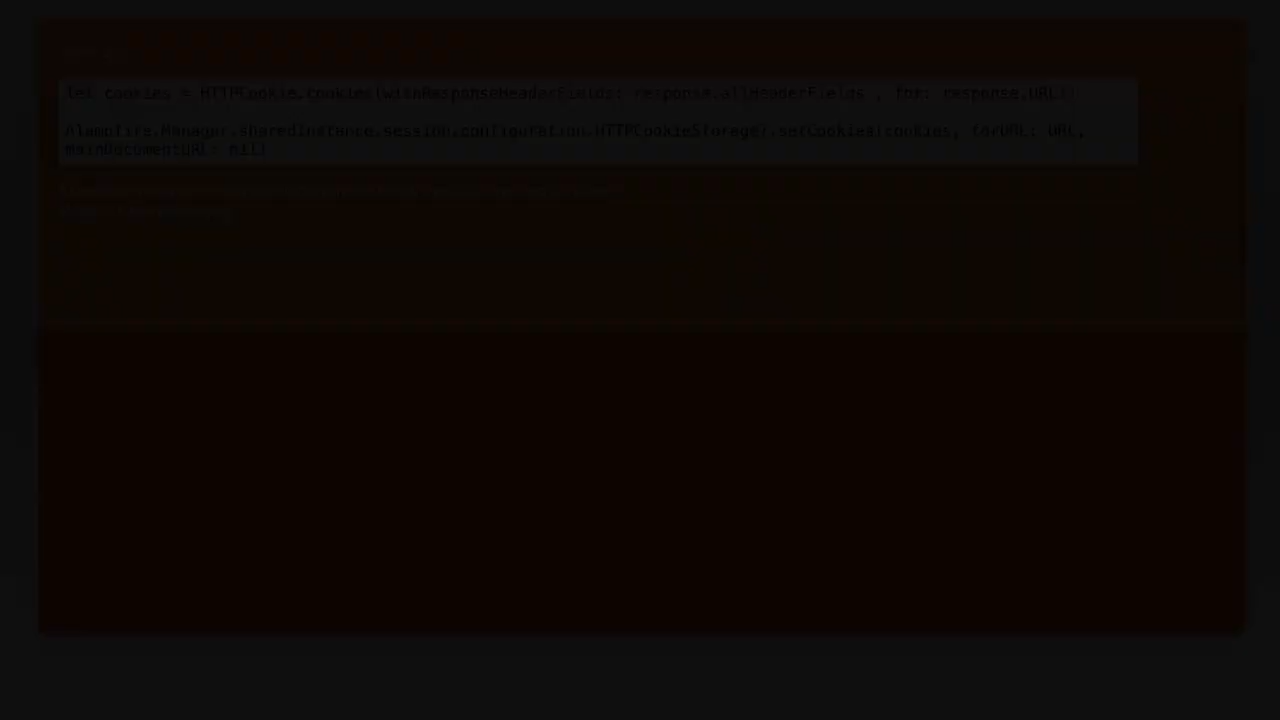 let cookies = HTTPCookie.cookies(withResponseHeaderFields: response.allHeaderFields , for: response.URL!)
Alamofire.Manager.sharedInstance.session.configuration.HTTPCookieStorage?.setCookies(cookies, forURL: URL,
mainDocumentURL: nil)